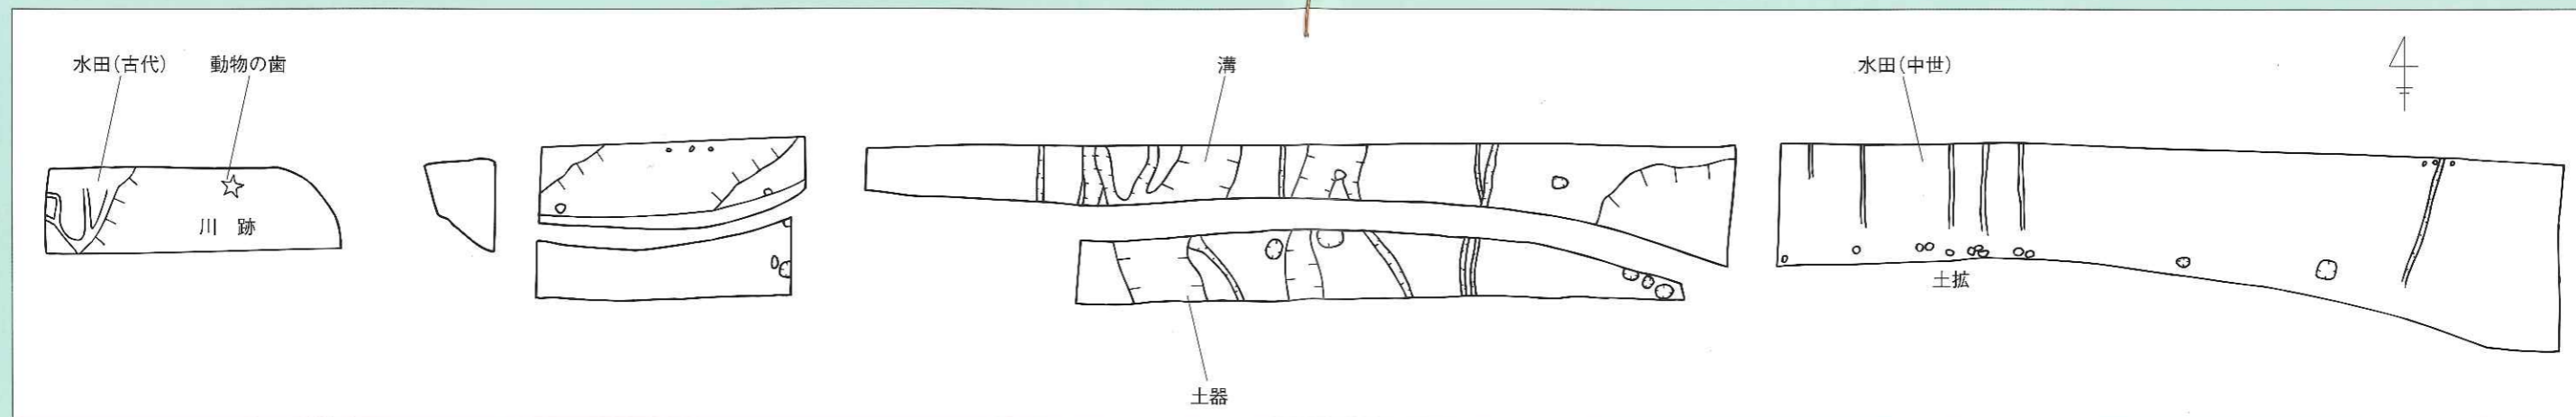 水田（古代）
動物の歯
溝
水田（中世）
川 跡
土拡
土器